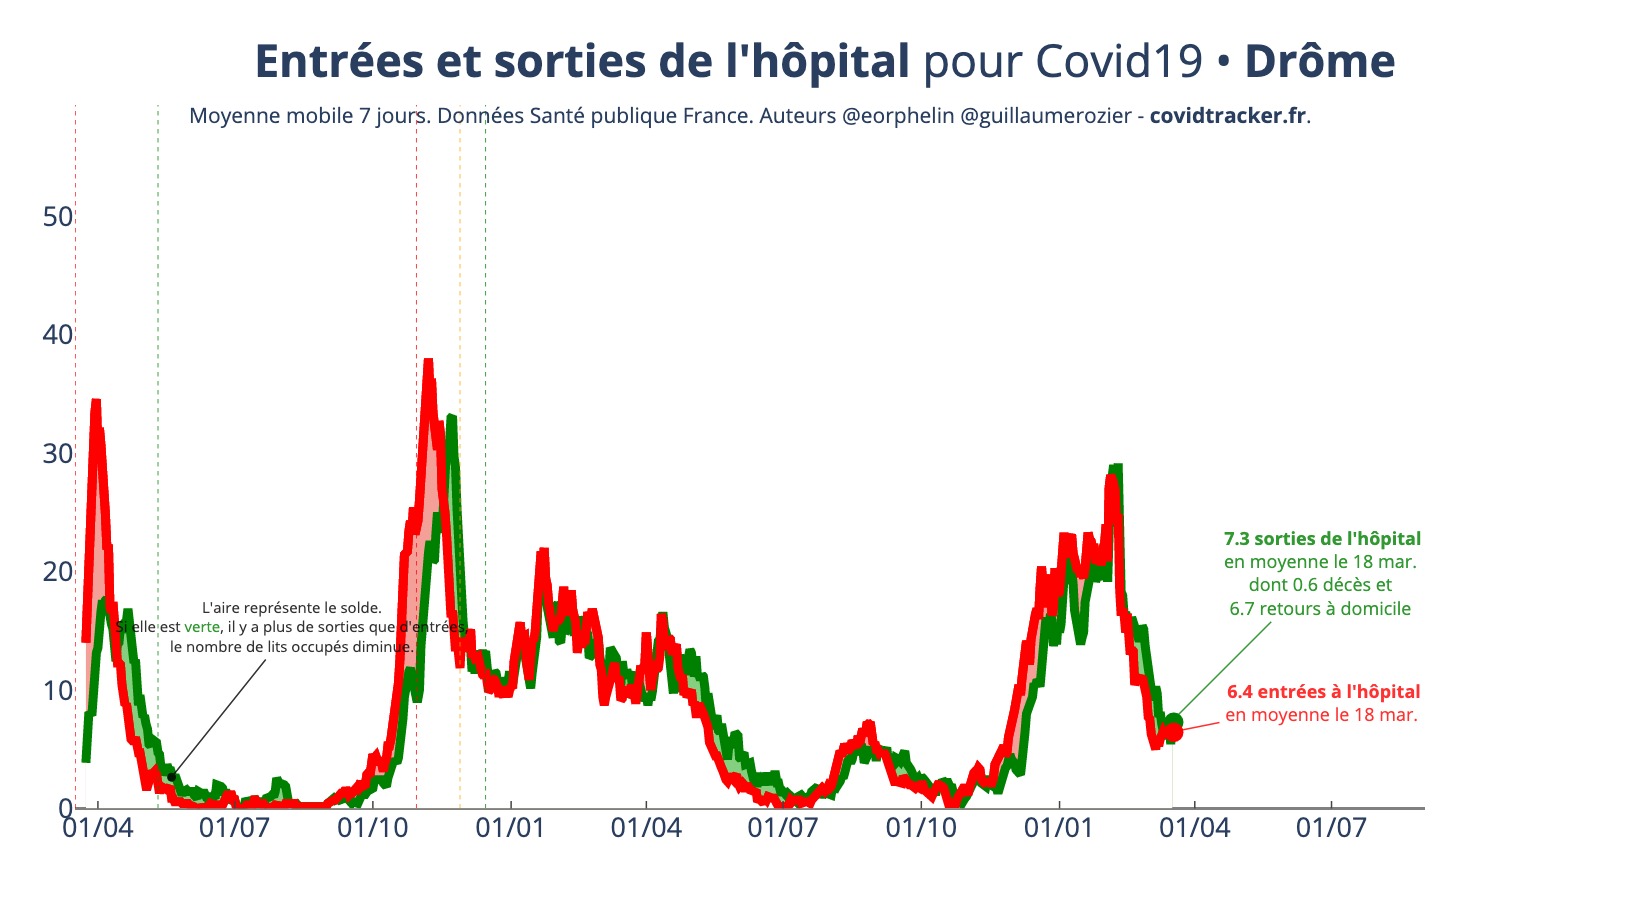 Entrées et sorties de l'hôpital pour Covid19 • Drôme
Moyenne mobile 7 jours. Données Santé publique France. Auteurs @eorphelin @guillaumerozier - covidtracker.fr.
50
40
30
20
10
0
L'aire représente le solde.
Si elle est verte, il y a plus de sorties que d'entrées,
le nombre de lits occupés diminue.
7.3 sorties de l'hôpital
en moyenne le 18 mar.
dont 0.6 décès et
6.7 retours à domicile
6.4 entrées à l'hôpital
en moyenne le 18 mar.
01/04 01/07 01/10 01/01 01/04 01/07 01/10 01/01 01/04 01/07